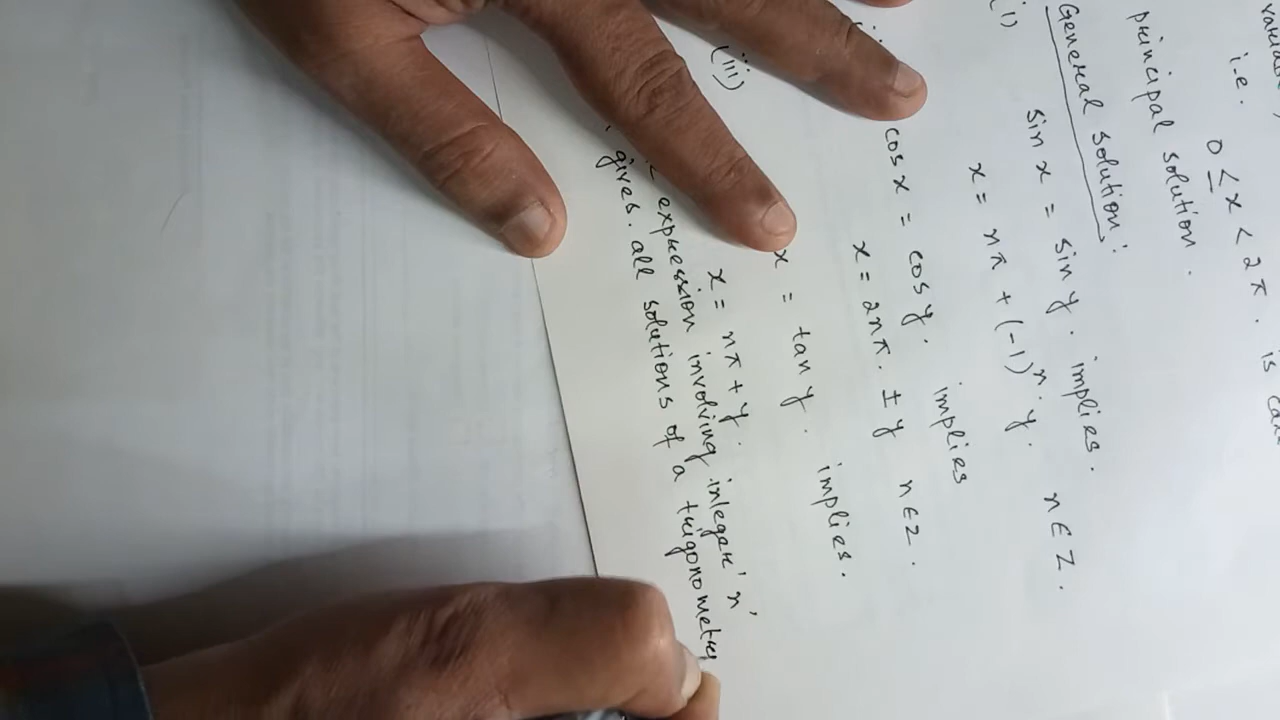 i.e. 0 ≤ x < 2π. is
principal solution.
General solution:
(i) sin x = sin y. implies.
x = nπ + (-1)ⁿ. y. n ∈ Z.
cos x = cos y. implies
x = 2nπ. ± y n ∈ Z.
(iii) x = tan y. implies.
x = nπ + y.
expression involving integer 'n'
gives. all solutions of a trigonometry